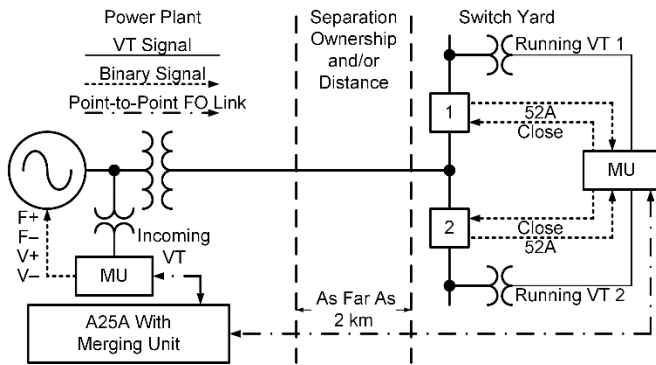 Power Plant
Separation
Ownership
and/or
Distance
Switch Yard
VT Signal
Binary Signal
Point-to-Point FO Link
Running VT 1
1
52A
Close
MU
F+
F–
V+
V–
Incoming
VT
MU
2
Close
52A
Running VT 2
A25A With
Merging Unit
As Far As
2 km